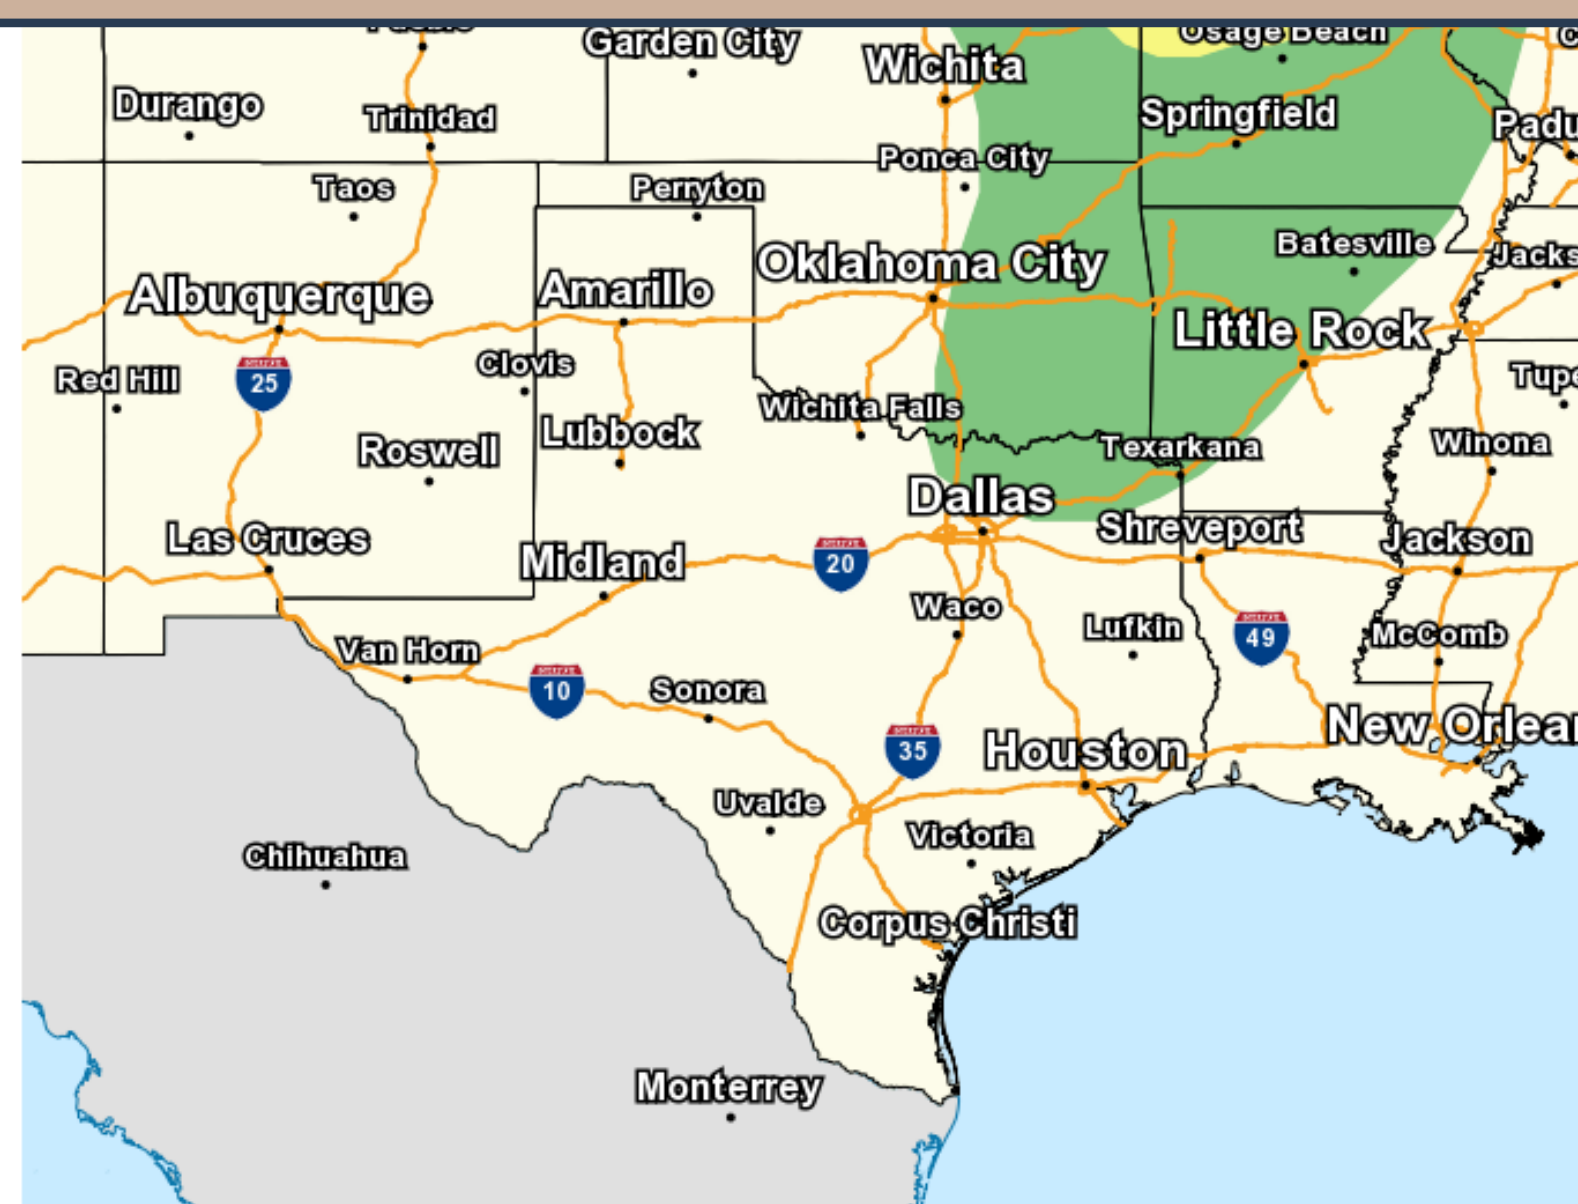 Garden City
Osage Beach
Wichita
Durango
Trinidad
Springfield
Ponca City
Taos
Perryton
Batesville
Oklahoma City
Albuquerque
Amarillo
Little Rock
Clovis
Red Hill
25
Wichita Falls
Lubbock
Roswell
Texarkana
Winona
Dallas
Shreveport
Jackson
Las Cruces
Midland
20
Waco
Lufkin
49
McComb
Van Horn
10
Sonora
New Orlean
35
Houston
Uvalde
Victoria
Chihuahua
Corpus Christi
Monterrey
Padu
Jacks
Tupe